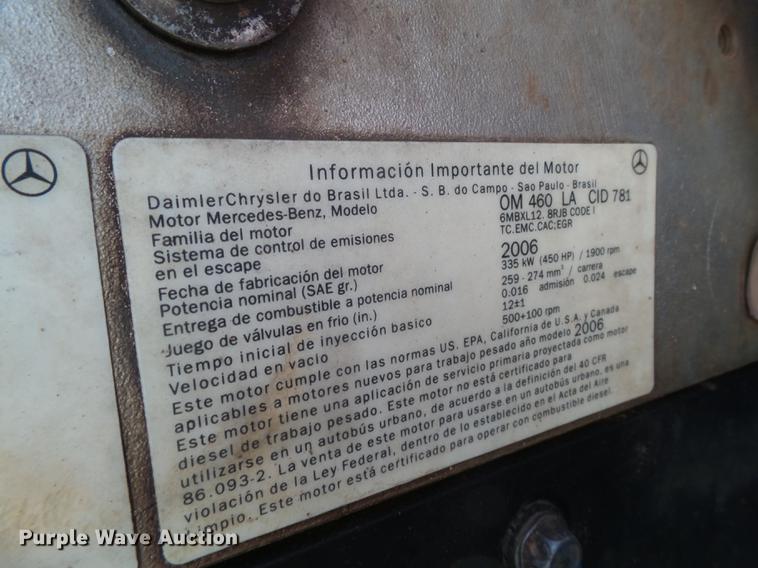 Información Importante del Motor
DaimlerChrysler do Brasil Ltda. - S. B. do Campo - Sao Paulo - Brasil
Motor Mercedes-Benz, Modelo OM 460 LA CID 781
Familia del motor 6MBXL12. 8RJB CODE I
Sistema de control de emisiones TC.EMC.CAC;EGR
en el escape
Fecha de fabricación del motor 2006
Potencia nominal (SAE gr.) 335 kW (450 HP) / 1900 rpm
Entrega de combustible a potencia nominal 259 - 274 mm³ / carrera
Juego de válvulas en frio (in.) 0.016 admisión 0.024 escape
Tiempo inicial de inyección basico 12±1
Velocidad en vacio 500+100 rpm
Este motor cumple con las normas US. EPA, California de U.S.A. y Canada
aplicables a motores nuevos para trabajo pesado año modelo 2006
Este motor tiene una aplicación de servicio primaria proyectada como motor
diesel de trabajo pesado. Este motor no está certificado para
utilizarse en un autobús urbano, de acuerdo a la definición del 40 CFR
86.093-2. La venta de este motor para usarse en un autobús urbano, es una
violación de la Ley Federal, dentro de lo establecido en el Acta del Aire
Limpio. Este motor está certificado para operar con combustible diesel.
Purple Wave Auction